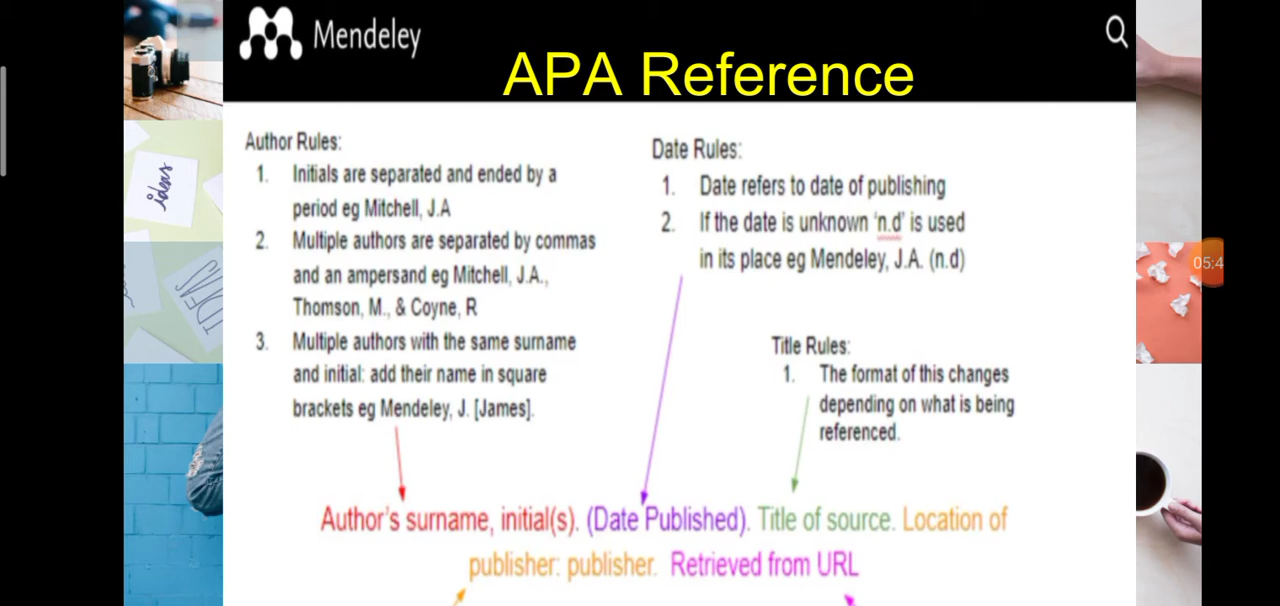 Mendeley
APA Reference
Author Rules:
1. Initials are separated and ended by a
period eg Mitchell, J.A
2. Multiple authors are separated by commas
and an ampersand eg Mitchell, J.A.,
Thomson, M., & Coyne, R
3. Multiple authors with the same surname
and initial: add their name in square
brackets eg Mendeley, J. [James].
Date Rules:
1. Date refers to date of publishing
2. If the date is unknown ‘n.d’ is used
in its place eg Mendeley, J.A. (n.d)
Title Rules:
1. The format of this changes
depending on what is being
referenced.
Author’s surname, initial(s). (Date Published). Title of source. Location of
publisher: publisher. Retrieved from URL
ideas
IDEAS
05:4